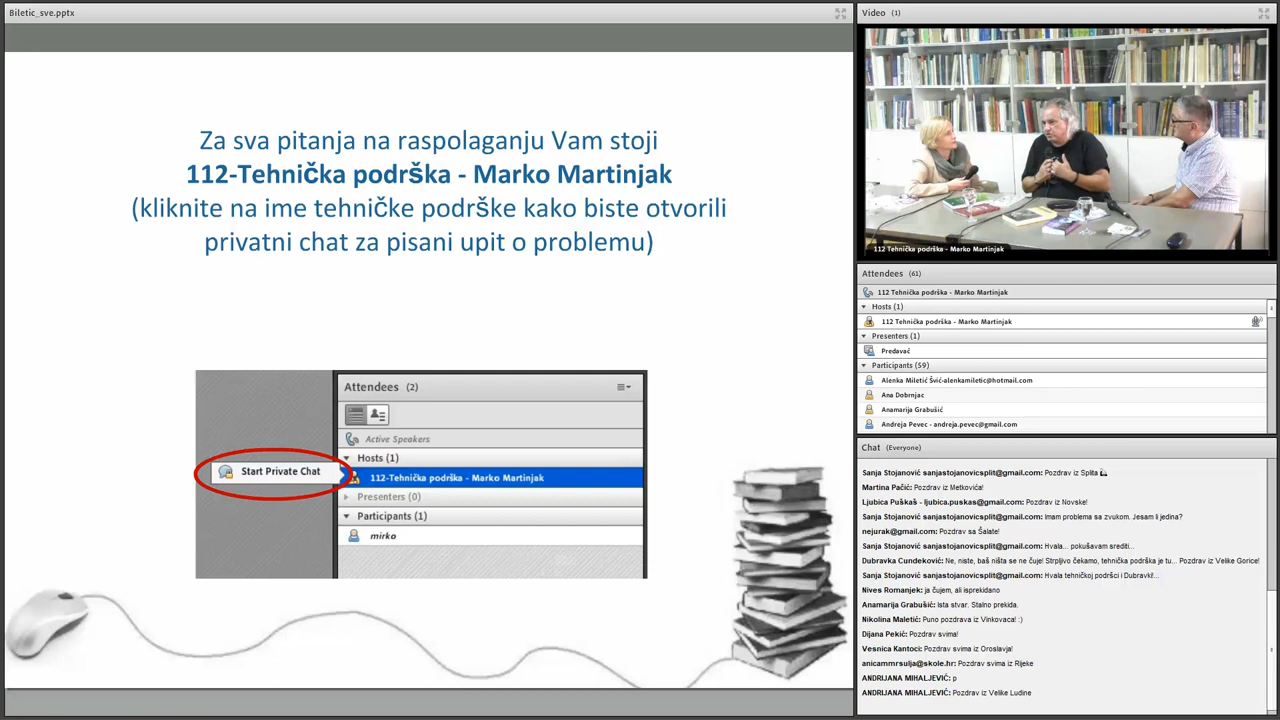 Biletic_sve.pptx
Za sva pitanja na raspolaganju Vam stoji
112-Tehnička podrška - Marko Martinjak
(kliknite na ime tehničke podrške kako biste otvorili
privatni chat za pisani upit o problemu)
Attendees (2)
Active Speakers
Hosts (1)
Start Private Chat
112-Tehnička podrška - Marko Martinjak
Presenters (0)
Participants (1)
mirko
Video (1)
112 Tehnička podrška - Marko Martinjak
Attendees (61)
112 Tehnička podrška - Marko Martinjak
Hosts (1)
112 Tehnička podrška - Marko Martinjak
Presenters (1)
Predavač
Participants (59)
Alenka Miletić Švić-alenkamiletic@hotmail.com
Ana Dobrnjac
Anamarija Grabušić
Andreja Pevec - andreja.pevec@gmail.com
Chat (Everyone)
Sanja Stojanović sanjastojanovicsplit@gmail.com: Pozdrav iz Splita
Martina Pačić: Pozdrav iz Metkovića!
Ljubica Puškaš - ljubica.puskas@gmail.com: Pozdrav iz Novske!
Sanja Stojanović sanjastojanovicsplit@gmail.com: Imam problema sa zvukom. Jesam li jedina?
nejurak@gmail.com: Pozdrav sa Šalate!
Sanja Stojanović sanjastojanovicsplit@gmail.com: Hvala... pokušavam srediti...
Dubravka Cundeković: Ne, niste, baš ništa se ne čuje! Strpljivo čekamo, tehnička podrška je tu... Pozdrav iz Velike Gorice!
Sanja Stojanović sanjastojanovicsplit@gmail.com: Hvala tehničkoj podršci i Dubravki!...
Nives Romanjek: ja čujem, ali isprekidano
Anamarija Grabušić: Ista stvar. Stalno prekida.
Nikolina Maletić: Puno pozdrava iz Vinkovaca! :)
Dijana Pekić: Pozdrav svima!
Vesnica Kantoci: Pozdrav svima iz Oroslavja!
anicammrsulja@skole.hr: Pozdrav svima iz Rijeke
ANDRIJANA MIHALJEVIĆ: p
ANDRIJANA MIHALJEVIĆ: Pozdrav iz Velike Ludine